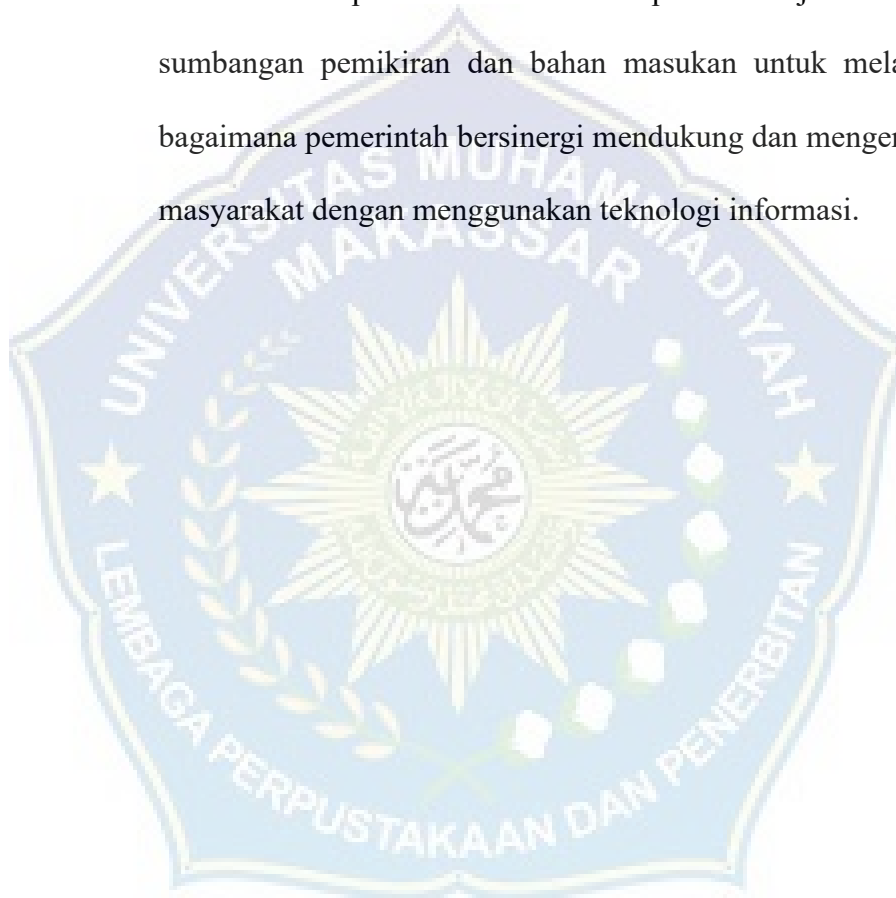 sumbangan pemikiran dan bahan masukan untuk
bagaimana pemerintah bersinergi mendukung dan
masyarakat dengan menggunakan teknologi informasi.
UNIVERSITAS MUHAMMADIYAH
MAKASSAR
LEMBAGA PERPUSTAKAAN DAN PENERBITAN